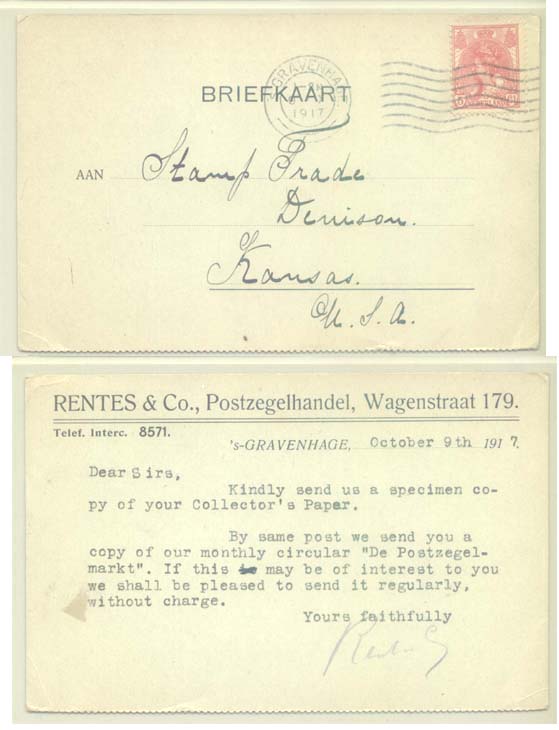 BRIEFKAART
'S GRAVENHAGE
1917
NEDERLAND
AAN Stamp Trade
Denison.
Kansas.
U.S.A.
RENTES & Co., Postzegelhandel, Wagenstraat 179.
Telef. Interc. 8571.
's-GRAVENHAGE, October 9th 1917.
Dear Sirs,
Kindly send us a specimen co-
py of your Collector's Paper.
By same post we send you a
copy of our monthly circular "De Postzegel-
markt". If this may be of interest to you
we shall be pleased to send it regularly,
without charge.
Yours faithfully